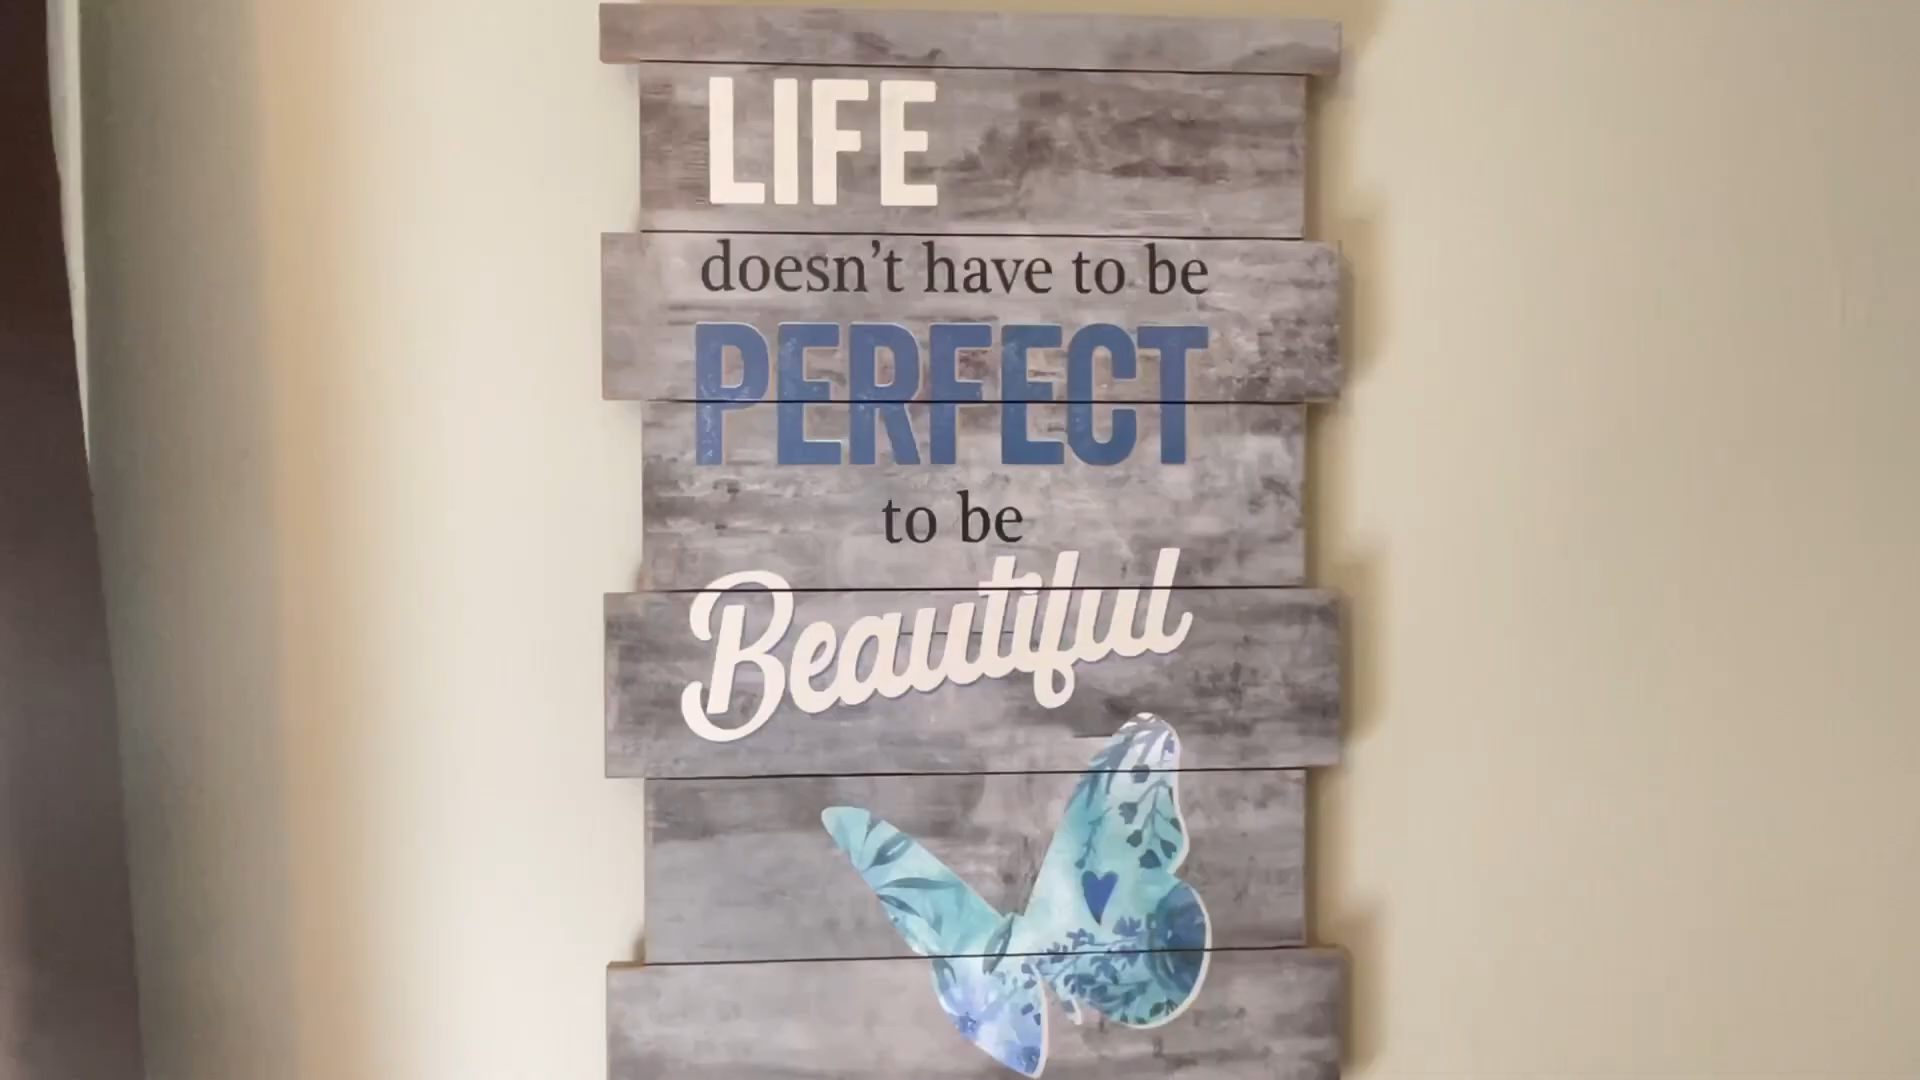 LIFE
doesn't have to be
PERFECT
to be
Beautiful